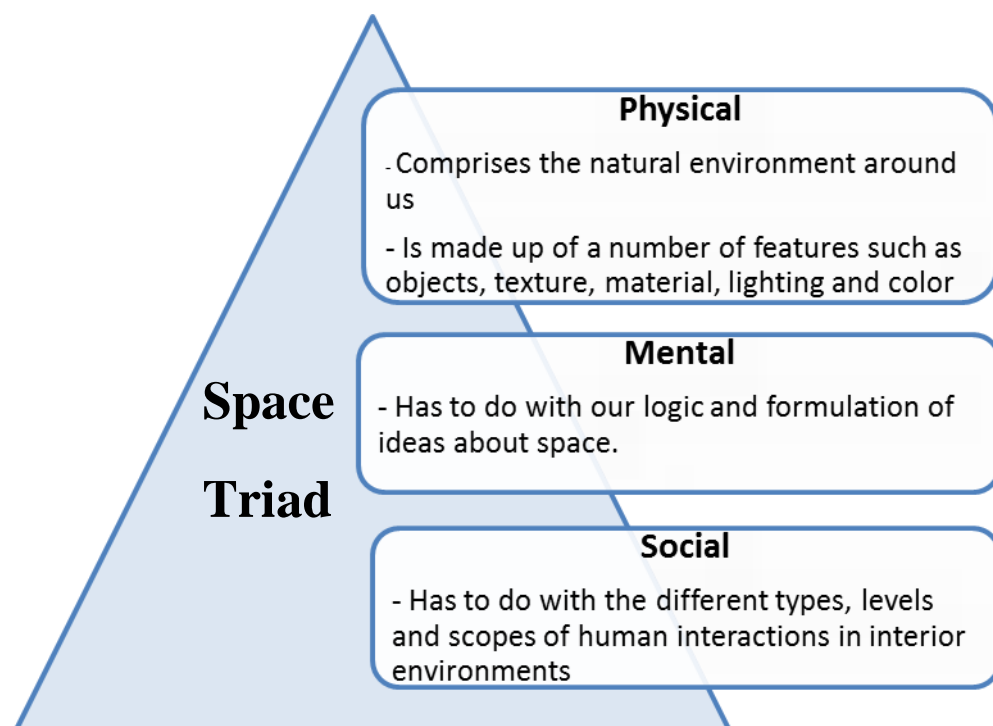 Physical
- Comprises the natural environment around
us
- Is made up of a number of features such as
objects, texture, material, lighting and color
Space
Triad
Mental
- Has to do with our logic and formulation of
ideas about space.
Social
- Has to do with the different types, levels
and scopes of human interactions in interior
environments